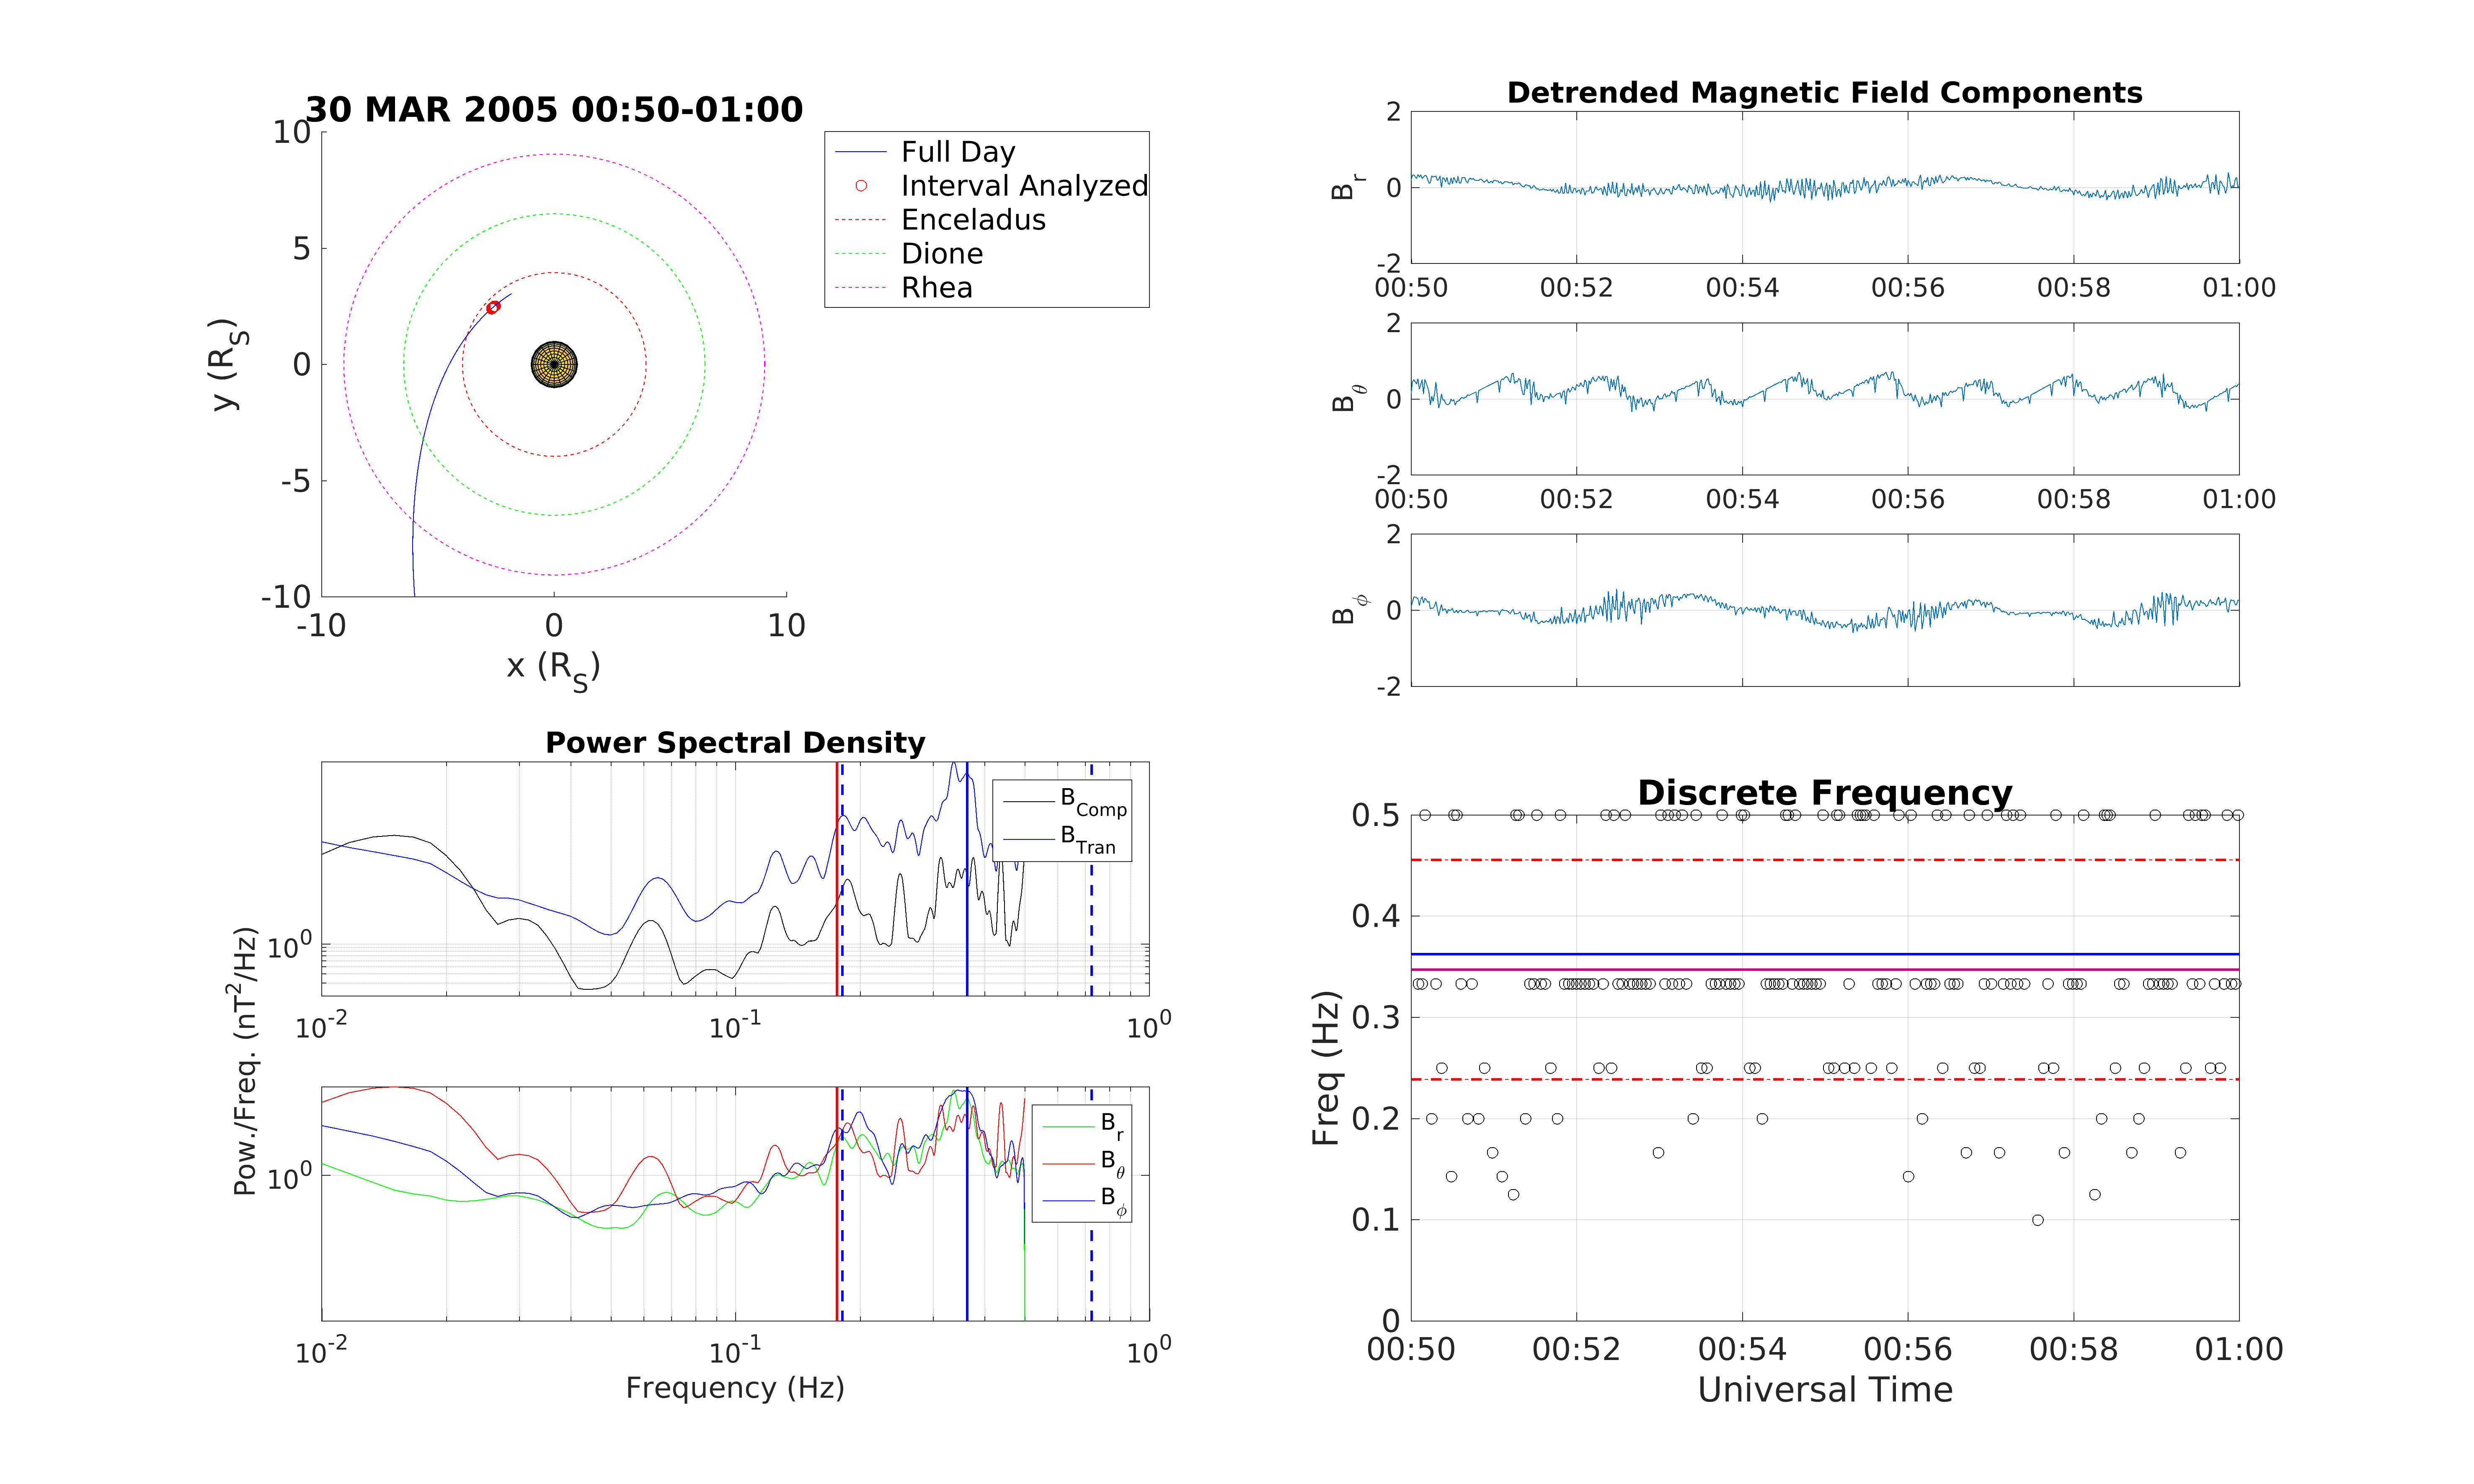 30 MAR 2005 00:50-01:00
10
5
0
-5
-10
-10
0
10
y (R_S)
x (R_S)
Full Day
Interval Analyzed
Enceladus
Dione
Rhea
Detrended Magnetic Field Components
2
0
-2
B_r
00:50
00:52
00:54
00:56
00:58
01:00
2
0
-2
B_θ
00:50
00:52
00:54
00:56
00:58
01:00
2
0
-2
B_ϕ
Power Spectral Density
10^0
B_Comp
B_Tran
10^-2
10^-1
10^0
Pow./Freq. (nT^2/Hz)
10^0
B_r
B_θ
B_ϕ
10^-2
10^-1
10^0
Frequency (Hz)
Discrete Frequency
0.5
0.4
0.3
0.2
0.1
0
Freq (Hz)
00:50
00:52
00:54
00:56
00:58
01:00
Universal Time